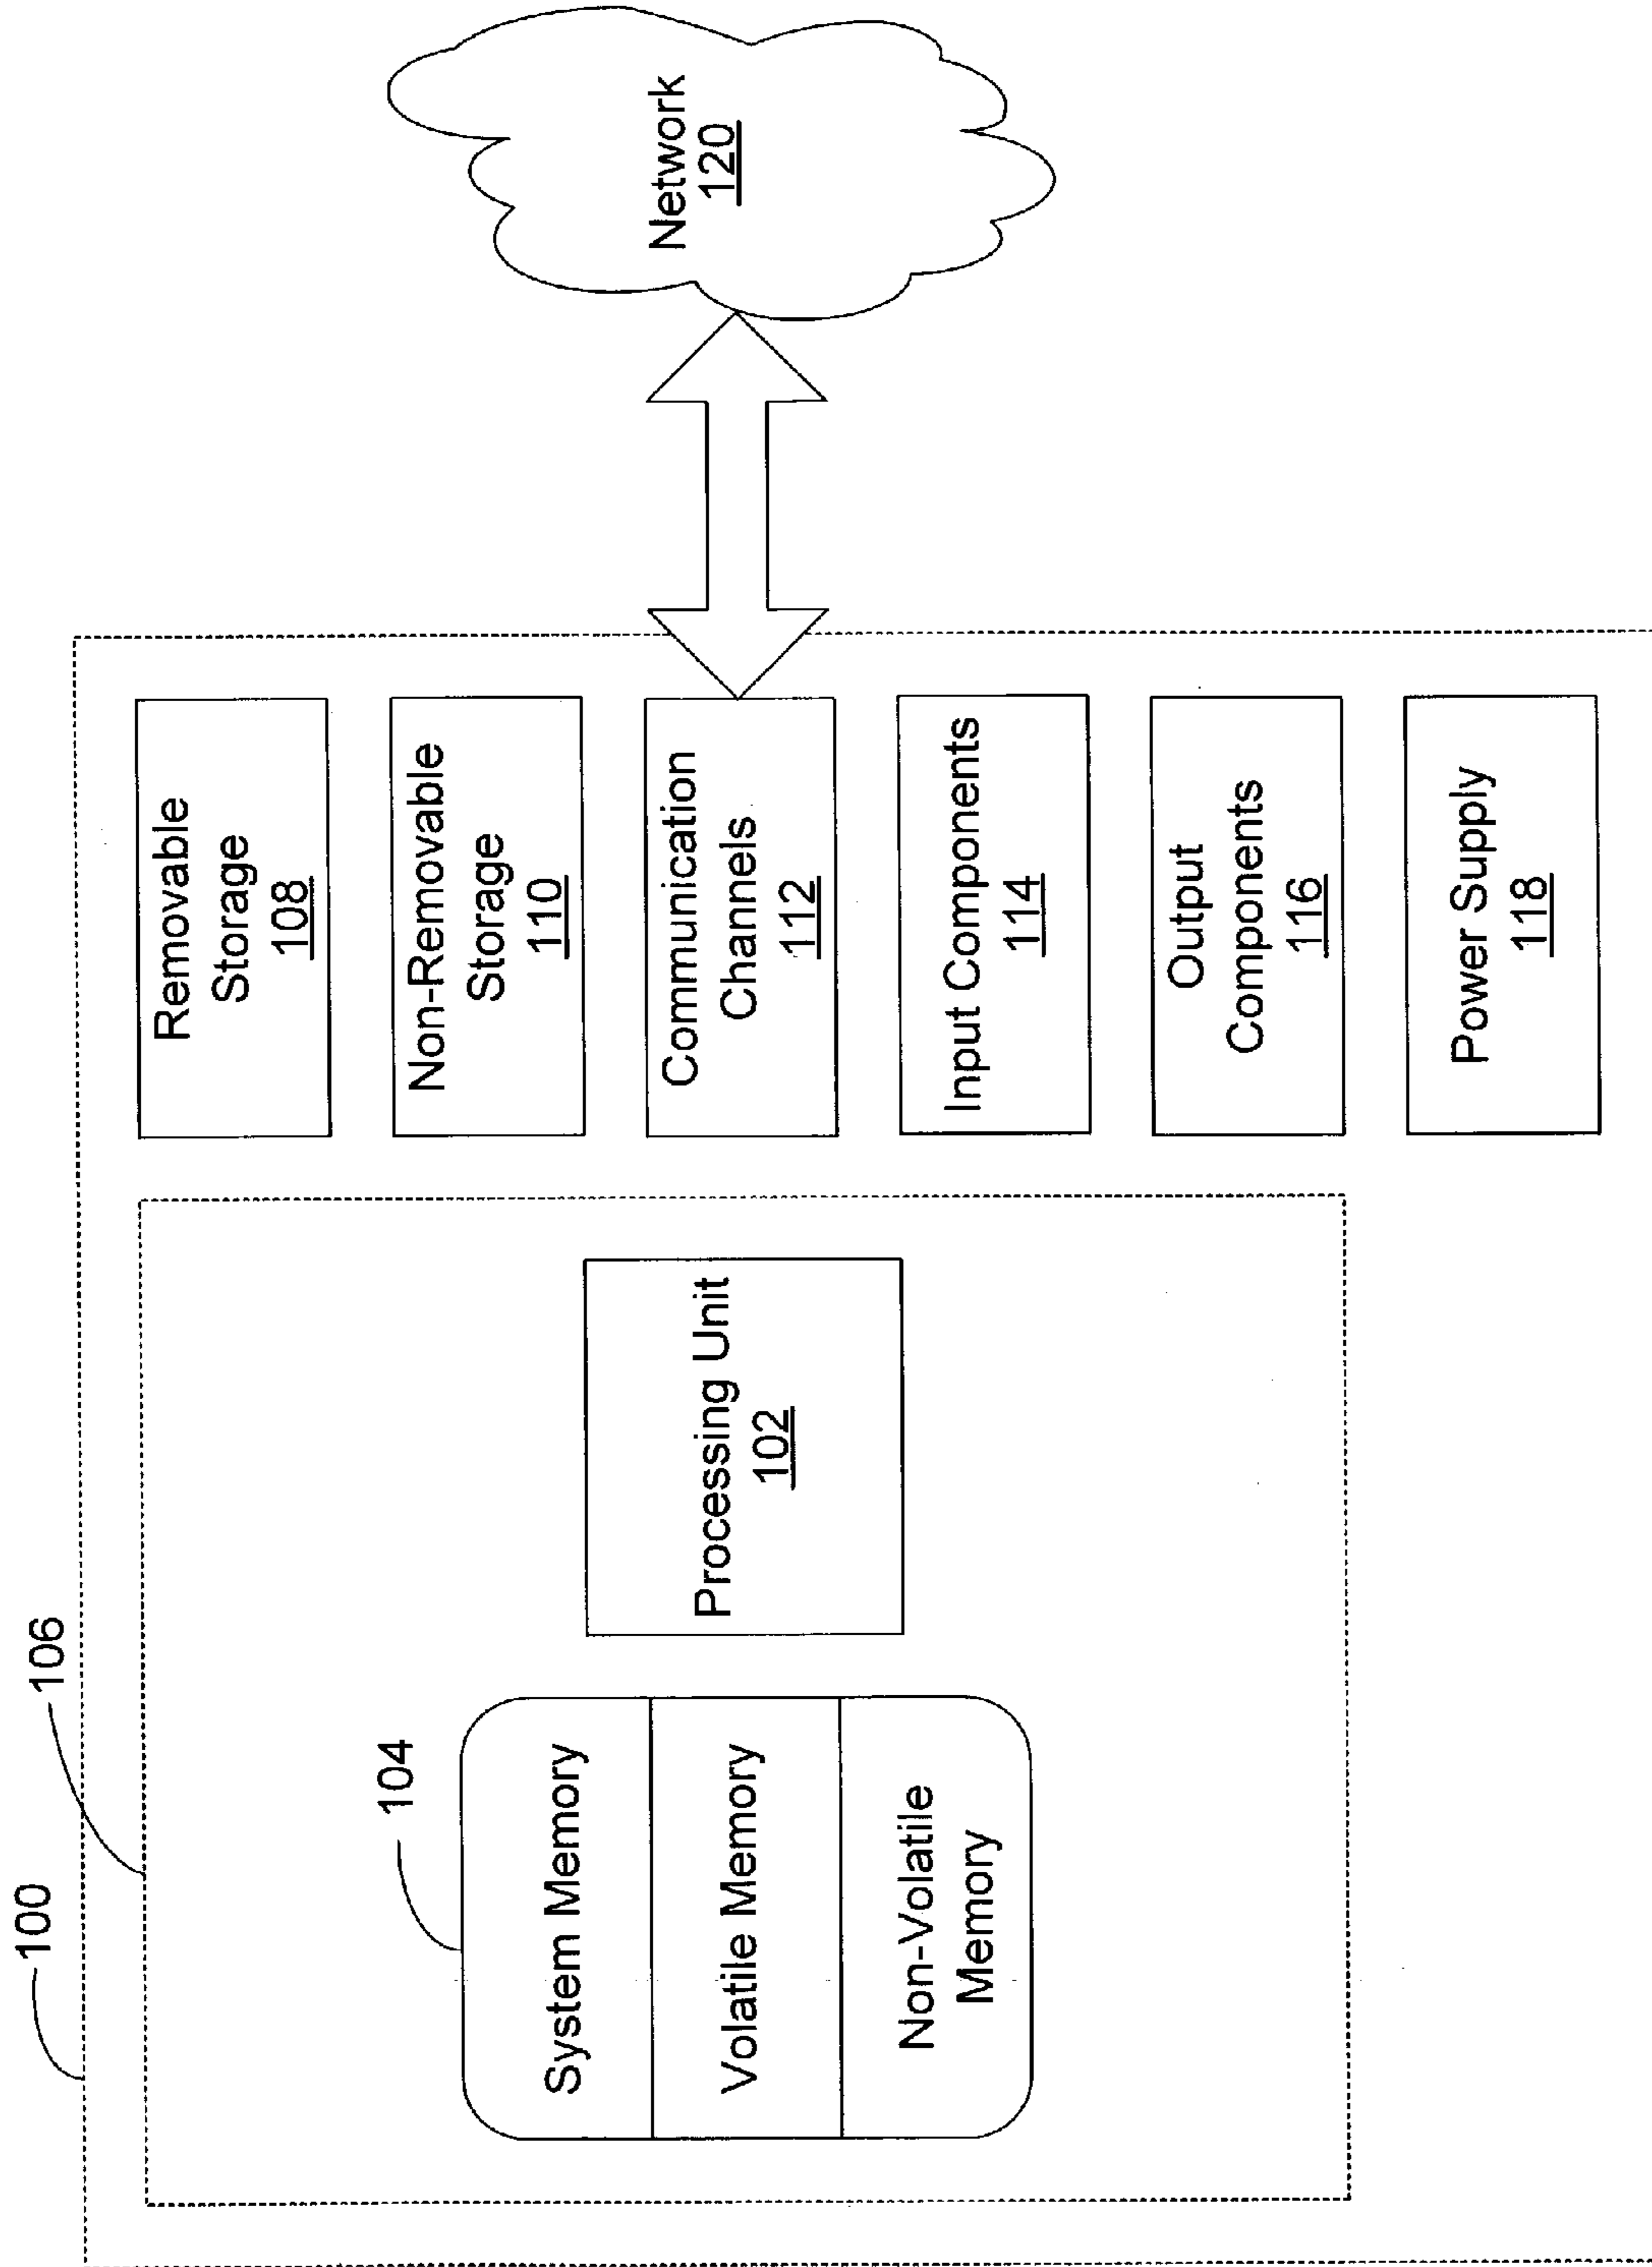 100
106
104
System Memory
Volatile Memory
Non-Volatile
Memory
Processing Unit
102
Removable
Storage
108
Non-Removable
Storage
110
Communication
Channels
112
Input Components
114
Output
Components
116
Power Supply
118
Network
120